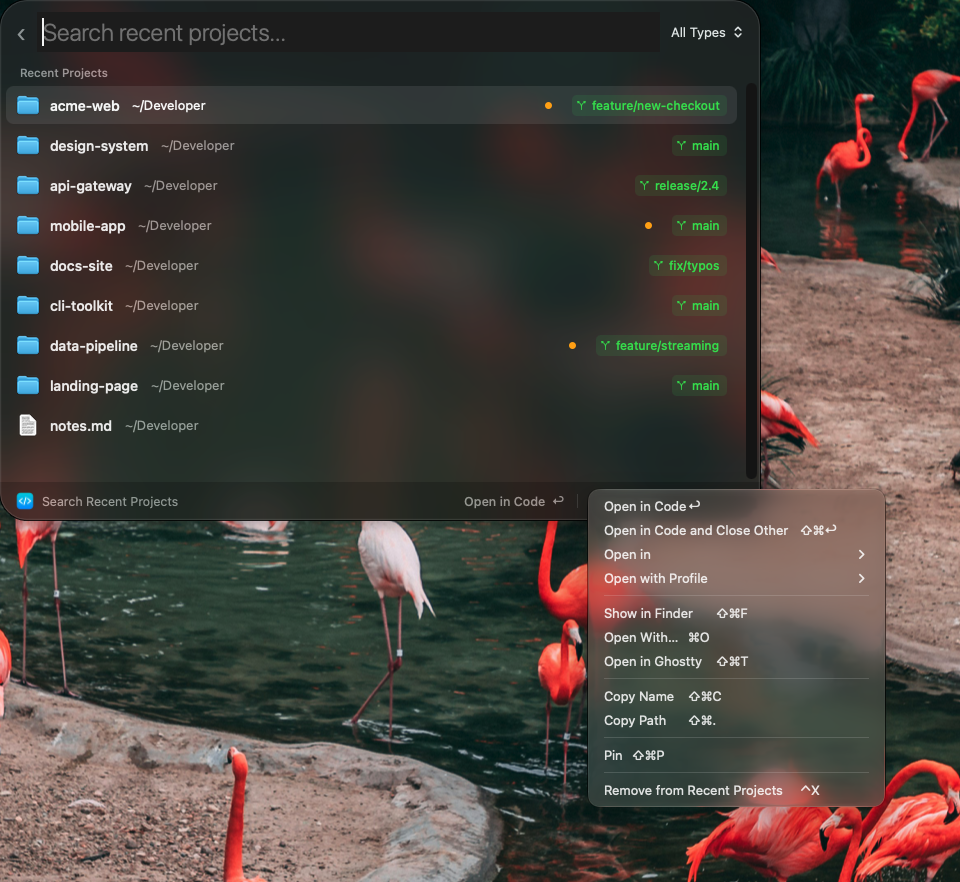 Search recent projects...
All Types
Recent Projects
acme-web ~/Developer feature/new-checkout
design-system ~/Developer main
api-gateway ~/Developer release/2.4
mobile-app ~/Developer main
docs-site ~/Developer fix/typos
cli-toolkit ~/Developer main
data-pipeline ~/Developer feature/streaming
landing-page ~/Developer main
notes.md ~/Developer
Search Recent Projects Open in Code ↩
Open in Code ↩
Open in Code and Close Other ⇧⌘↩
Open in
Open with Profile
Show in Finder ⇧⌘F
Open With... ⌘O
Open in Ghostty ⇧⌘T
Copy Name ⇧⌘C
Copy Path ⇧⌘.
Pin ⇧⌘P
Remove from Recent Projects ^X